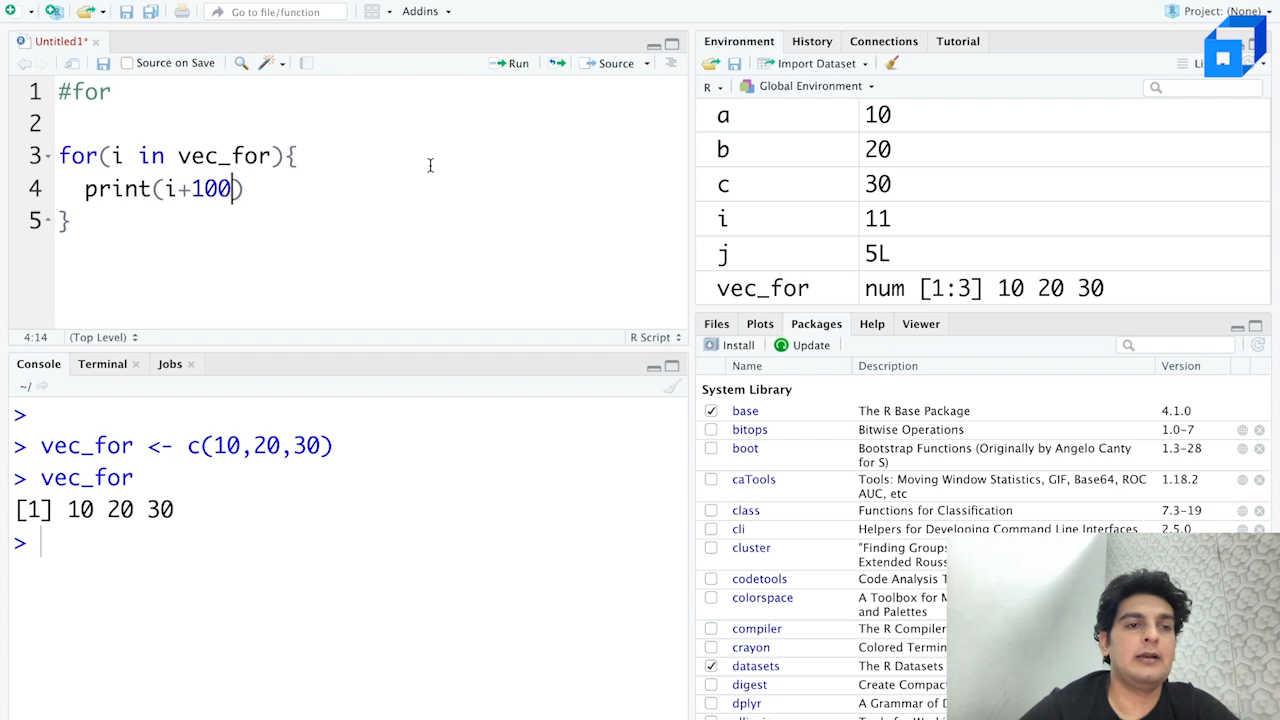 Go to file/function
Addins
Project: (None)
Untitled1*
Source on Save
Run
Source
1 #for
2
3 for(i in vec_for){
4 print(i+100)
5 }
4:14 (Top Level) R Script
Console Terminal Jobs
~/
>
> vec_for <- c(10,20,30)
> vec_for
[1] 10 20 30
>
Environment History Connections Tutorial
Import Dataset
R Global Environment
a 10
b 20
c 30
i 11
j 5L
vec_for num [1:3] 10 20 30
Files Plots Packages Help Viewer
Install Update
Name Description Version
System Library
base The R Base Package 4.1.0
bitops Bitwise Operations 1.0-7
boot Bootstrap Functions (Originally by Angelo Canty 1.3-28
for S)
caTools Tools: Moving Window Statistics, GIF, Base64, ROC 1.18.2
AUC, etc
class Functions for Classification 7.3-19
cli Helpers for Developing Command Line Interfaces 2.5.0
cluster "Finding Groups
Extended
codetools Code Analysis
colorspace A Toolbox for
and Palettes
compiler The R Compiler
crayon Colored
datasets The R Datasets
digest Create
dplyr A Grammar of